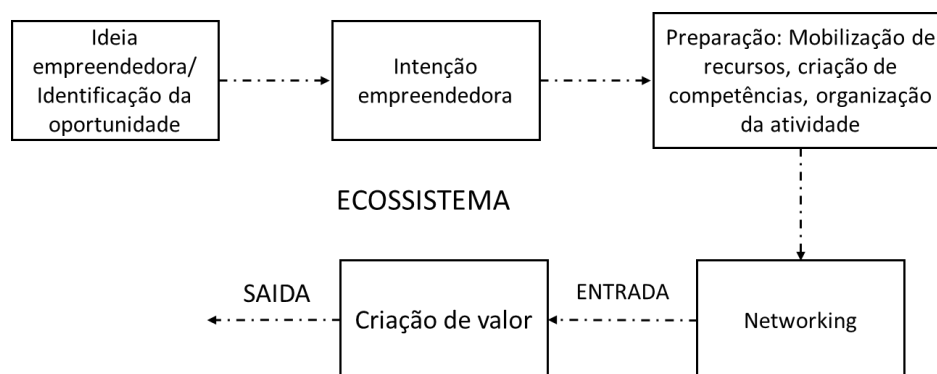 Ideia
empreendedora/
Identificação da
oportunidade
Intenção
empreendedora
Preparação: Mobilização de
recursos, criação de
competências, organização
da atividade
ECOSSISTEMA
SAIDA
Criação de valor
ENTRADA
Networking